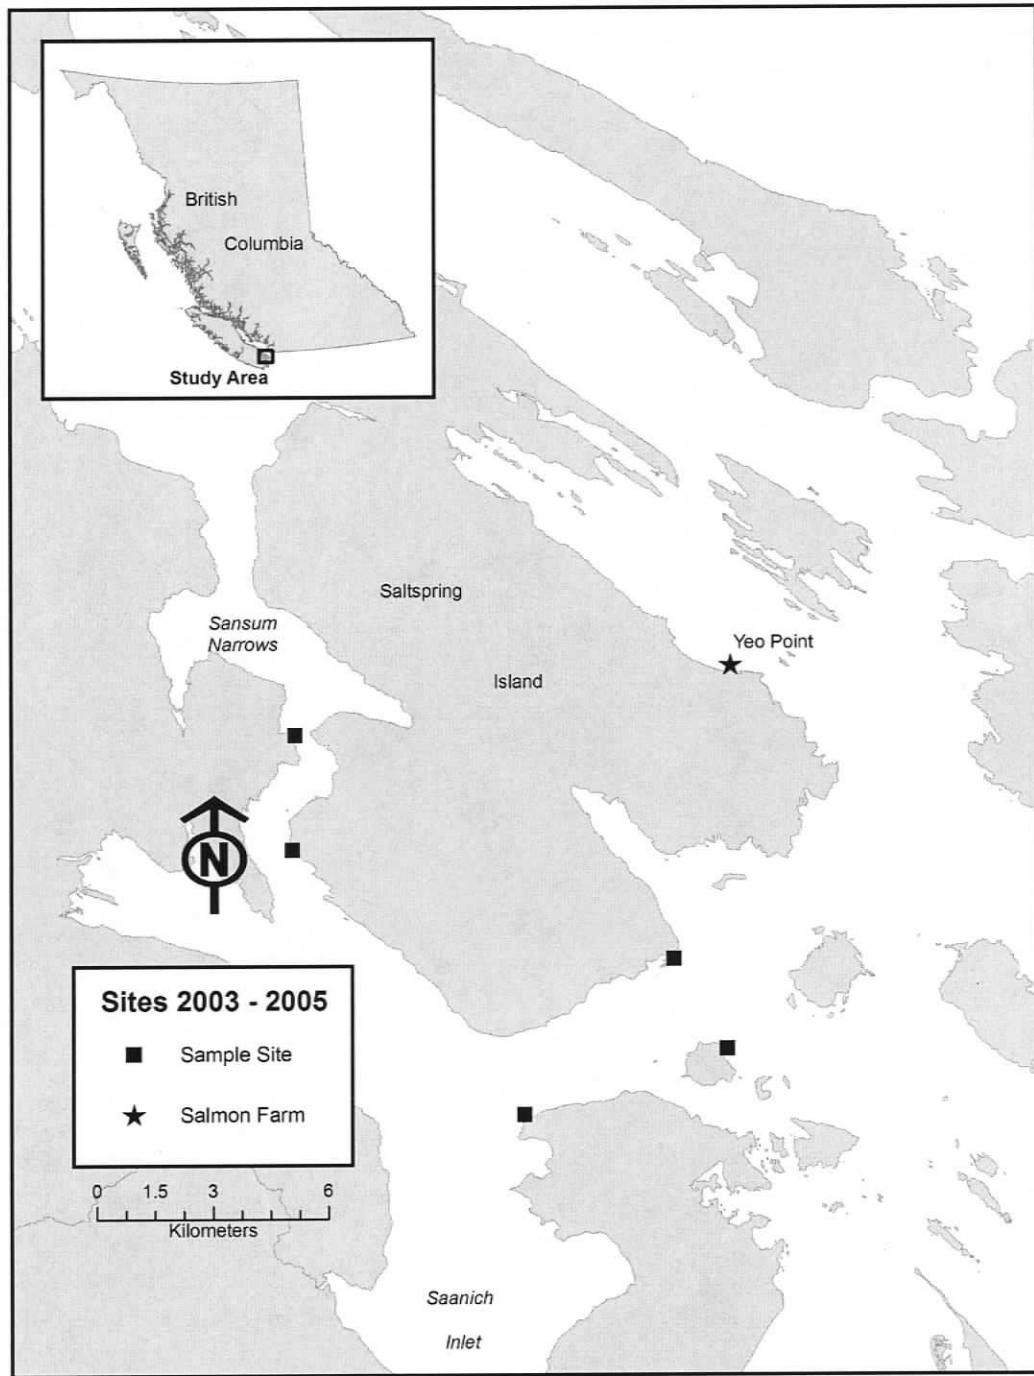 British
Columbia
Study Area
Saltspring
Sansum
Narrows
Yeo Point
Island
N
Sites 2003 - 2005
Sample Site
Salmon Farm
0 1.5 3 6
Kilometers
Saanich
Inlet